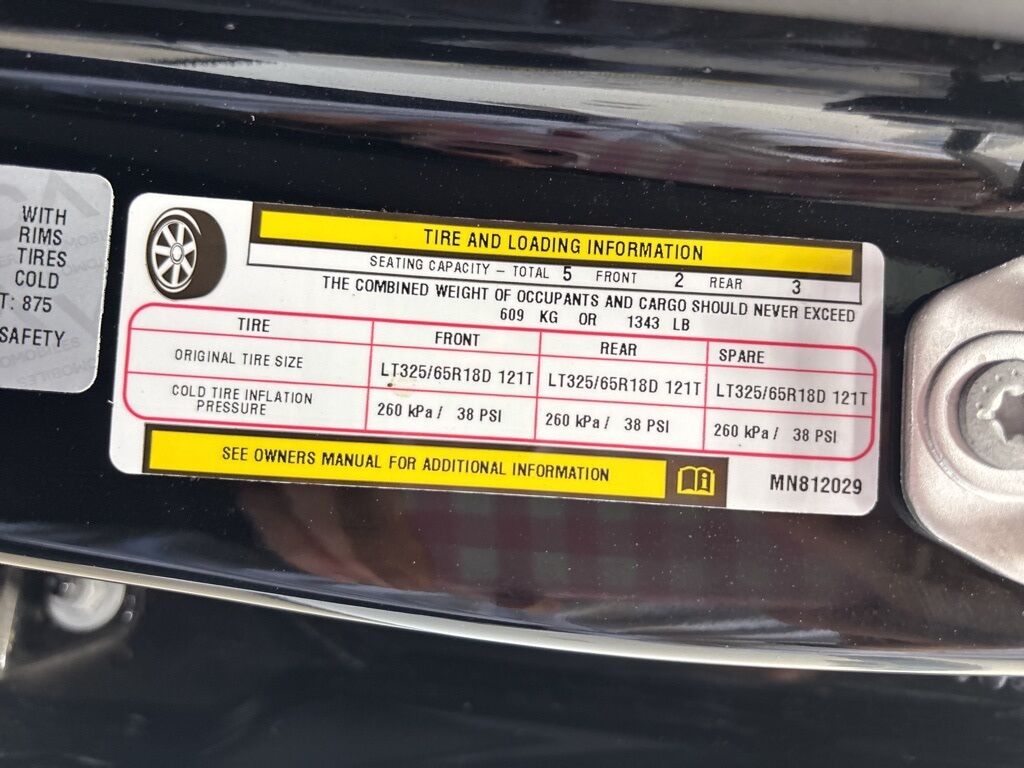 WITH
RIMS
TIRES
COLD
T: 875
SAFETY
TIRE AND LOADING INFORMATION
SEATING CAPACITY – TOTAL 5 FRONT 2 REAR 3
THE COMBINED WEIGHT OF OCCUPANTS AND CARGO SHOULD NEVER EXCEED
609 KG OR 1343 LB
TIRE FRONT REAR SPARE
ORIGINAL TIRE SIZE LT325/65R18D 121T LT325/65R18D 121T LT325/65R18D 121T
COLD TIRE INFLATION
PRESSURE 260 kPa / 38 PSI 260 kPa / 38 PSI 260 kPa / 38 PSI
SEE OWNERS MANUAL FOR ADDITIONAL INFORMATION
MN812029